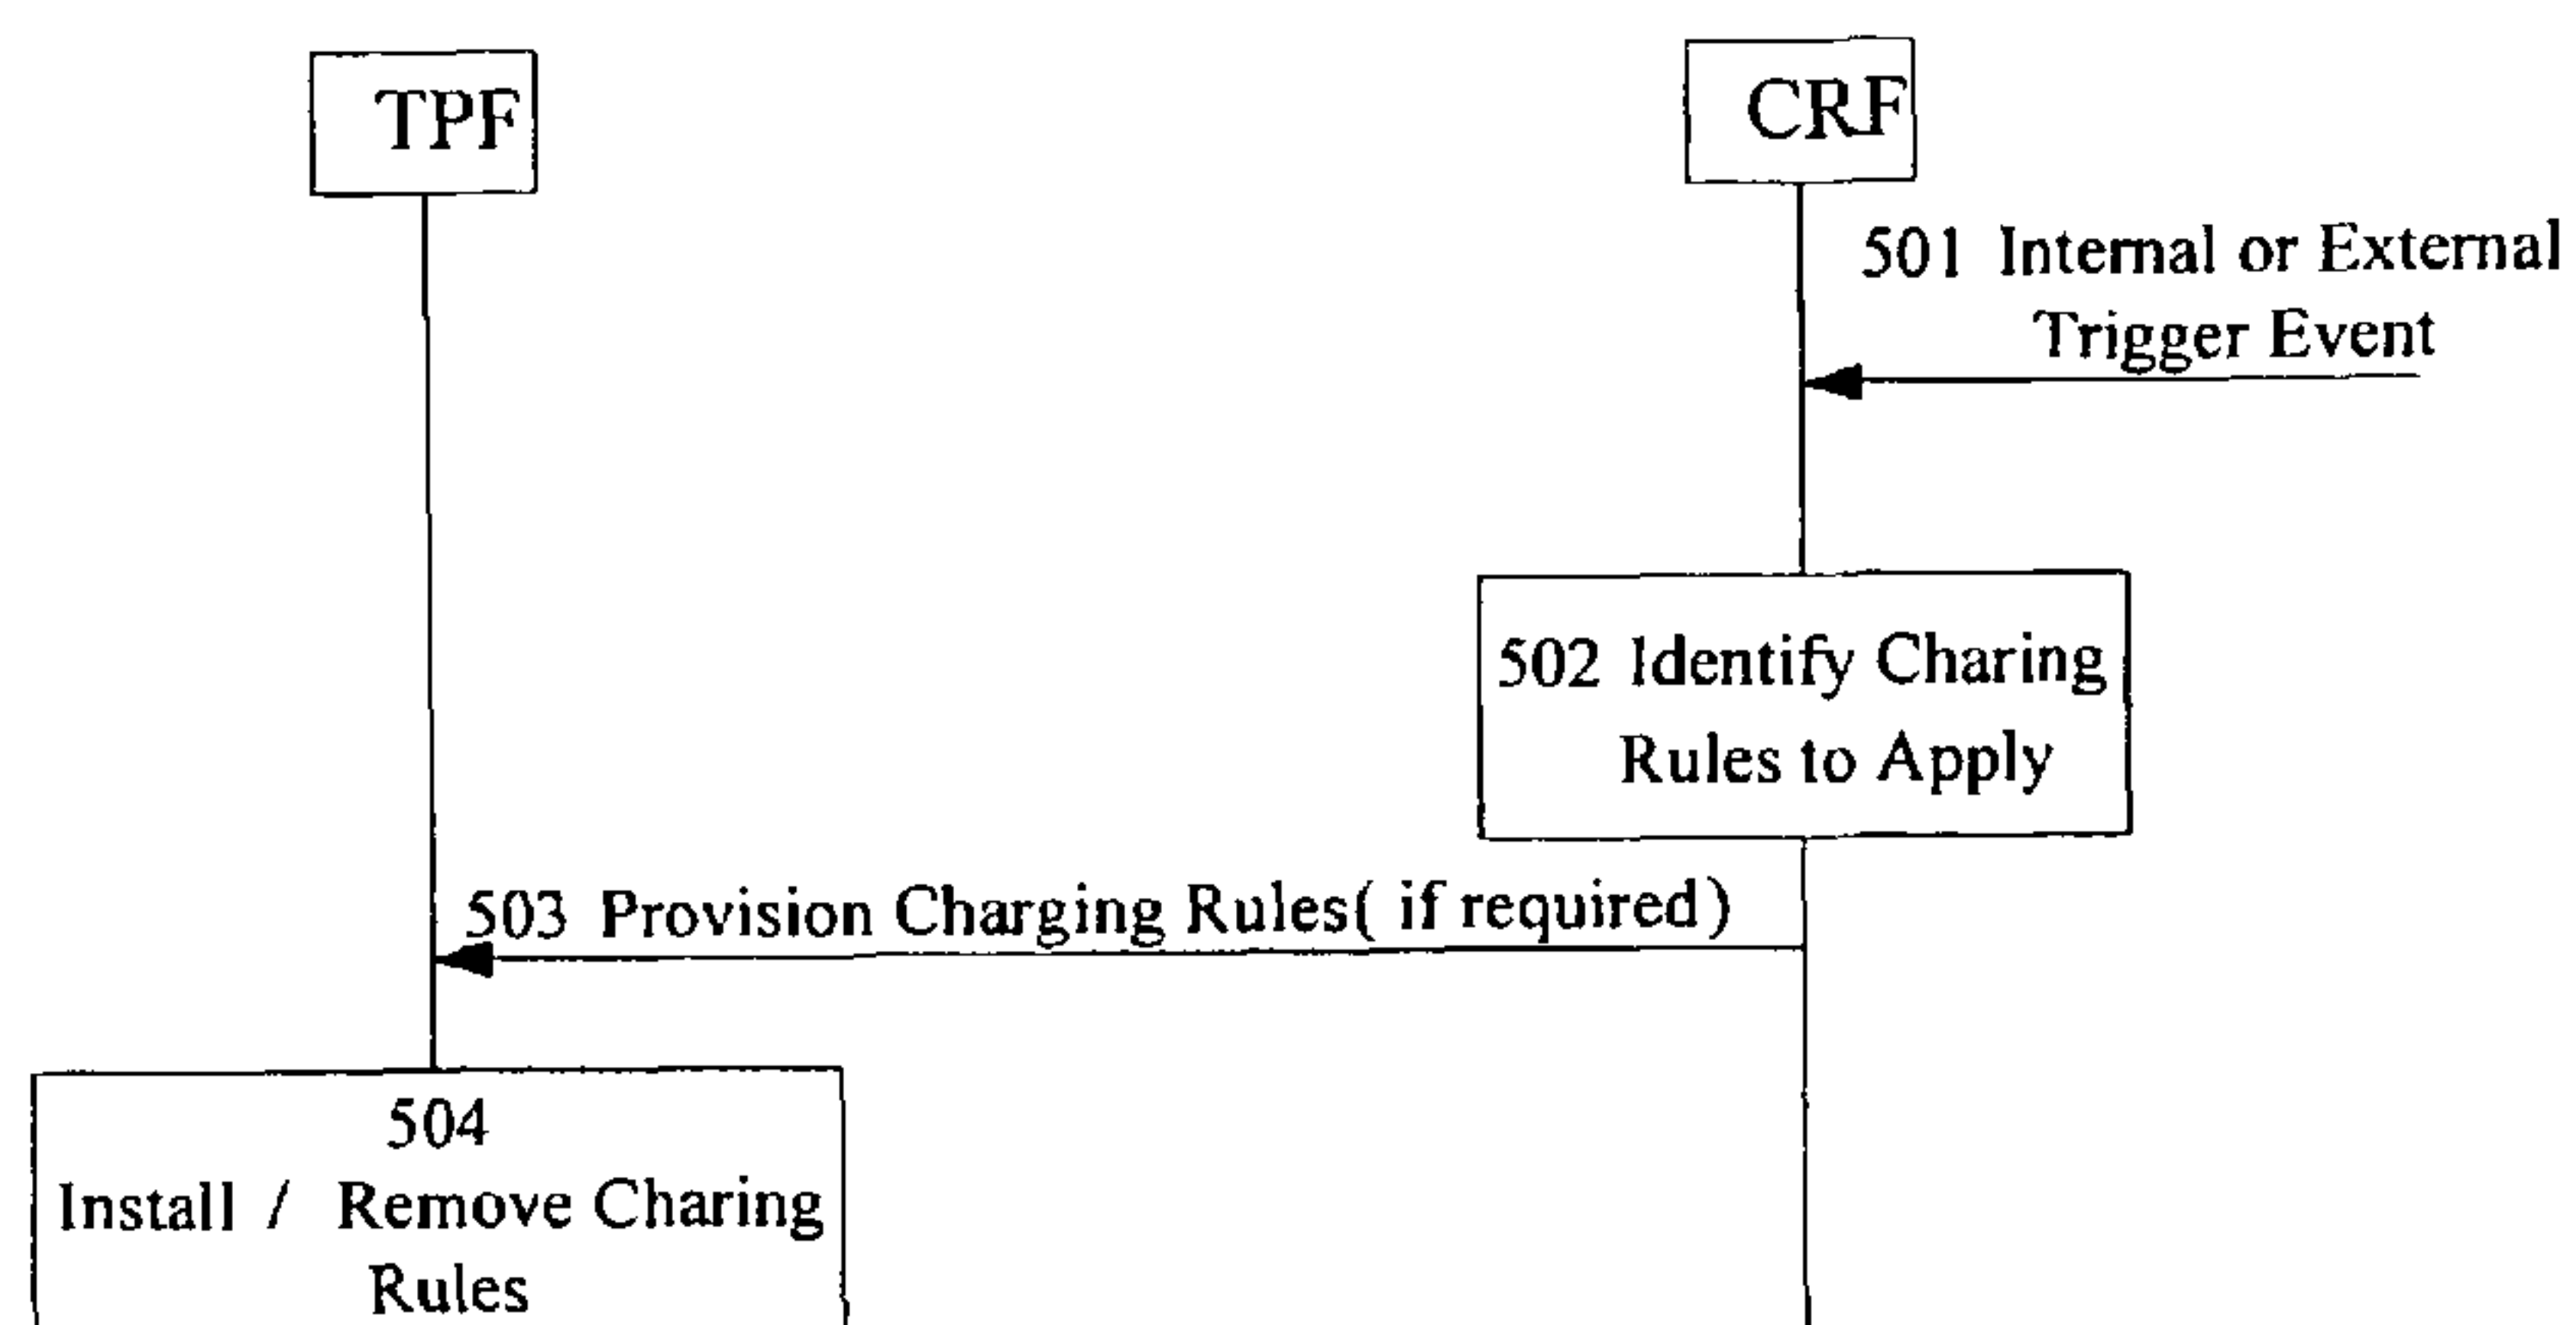 TPF
CRF
501 Internal or External
Trigger Event
502 Identify Charing
Rules to Apply
503 Provision Charging Rules( if required)
504
Install / Remove Charing
Rules